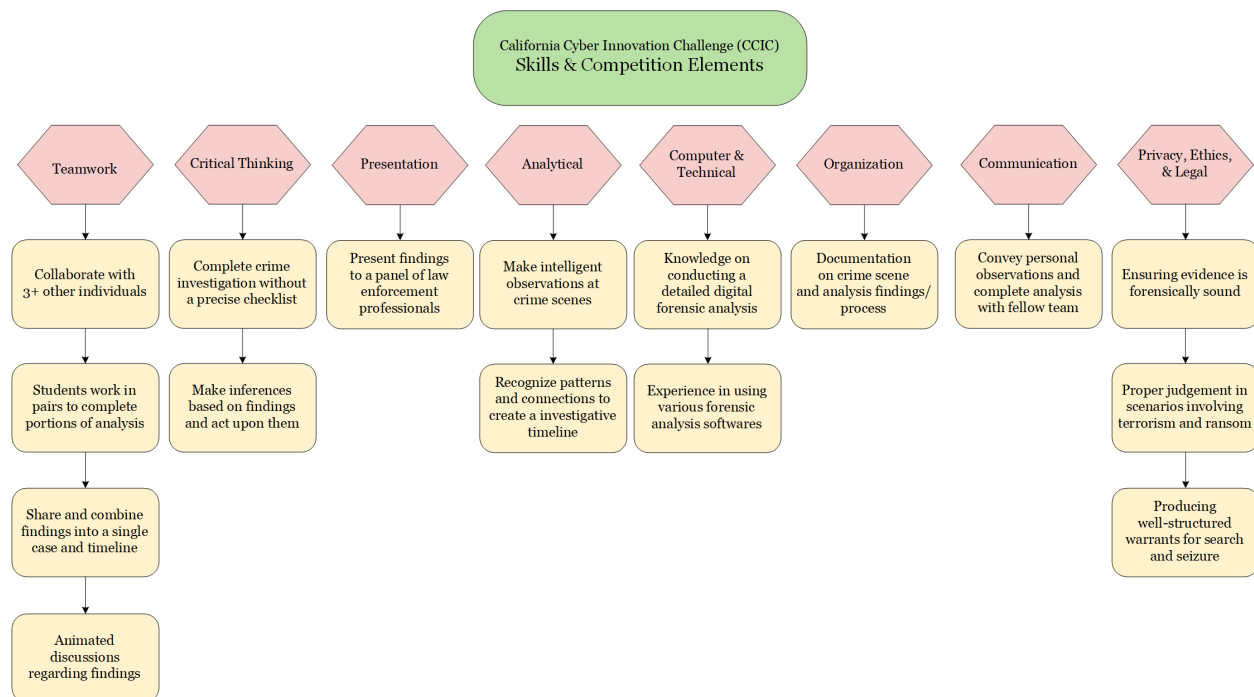 California Cyber Innovation Challenge (CCIC)
Skills & Competition Elements
Teamwork
Collaborate with
3+ other individuals
Students work in
pairs to complete
portions of analysis
Share and combine
findings into a single
case and timeline
Animated
discussions
regarding findings
Critical Thinking
Complete crime
investigation without
a precise checklist
Make inferences
based on findings
and act upon them
Presentation
Present findings
to a panel of law
enforcement
professionals
Analytical
Make intelligent
observations at
crime scenes
Recognize patterns
and connections to
create a investigative
timeline
Computer &
Technical
Knowledge on
conducting a
detailed digital
forensic analysis
Experience in using
various forensic
analysis softwares
Organization
Documentation
on crime scene
and analysis findings/
process
Communication
Convey personal
observations and
complete analysis
with fellow team
Privacy, Ethics,
& Legal
Ensuring evidence is
forensically sound
Proper judgement in
scenarios involving
terrorism and ransom
Producing
well-structured
warrants for search
and seizure